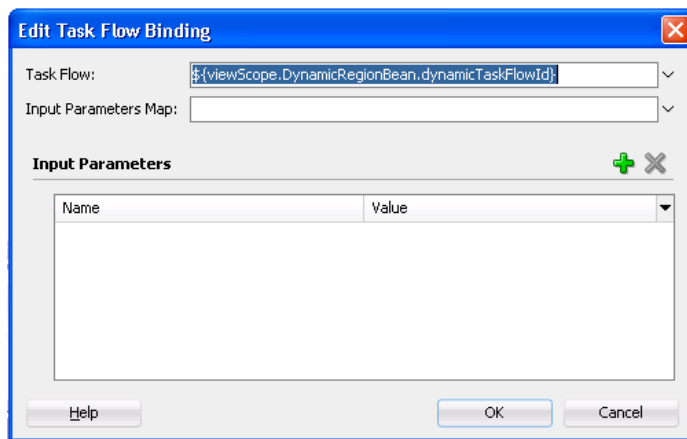 Edit Task Flow Binding
Task Flow: ${viewScope.DynamicRegionBean.dynamicTaskFlowId}
Input Parameters Map:
Input Parameters
Name Value
Help OK Cancel